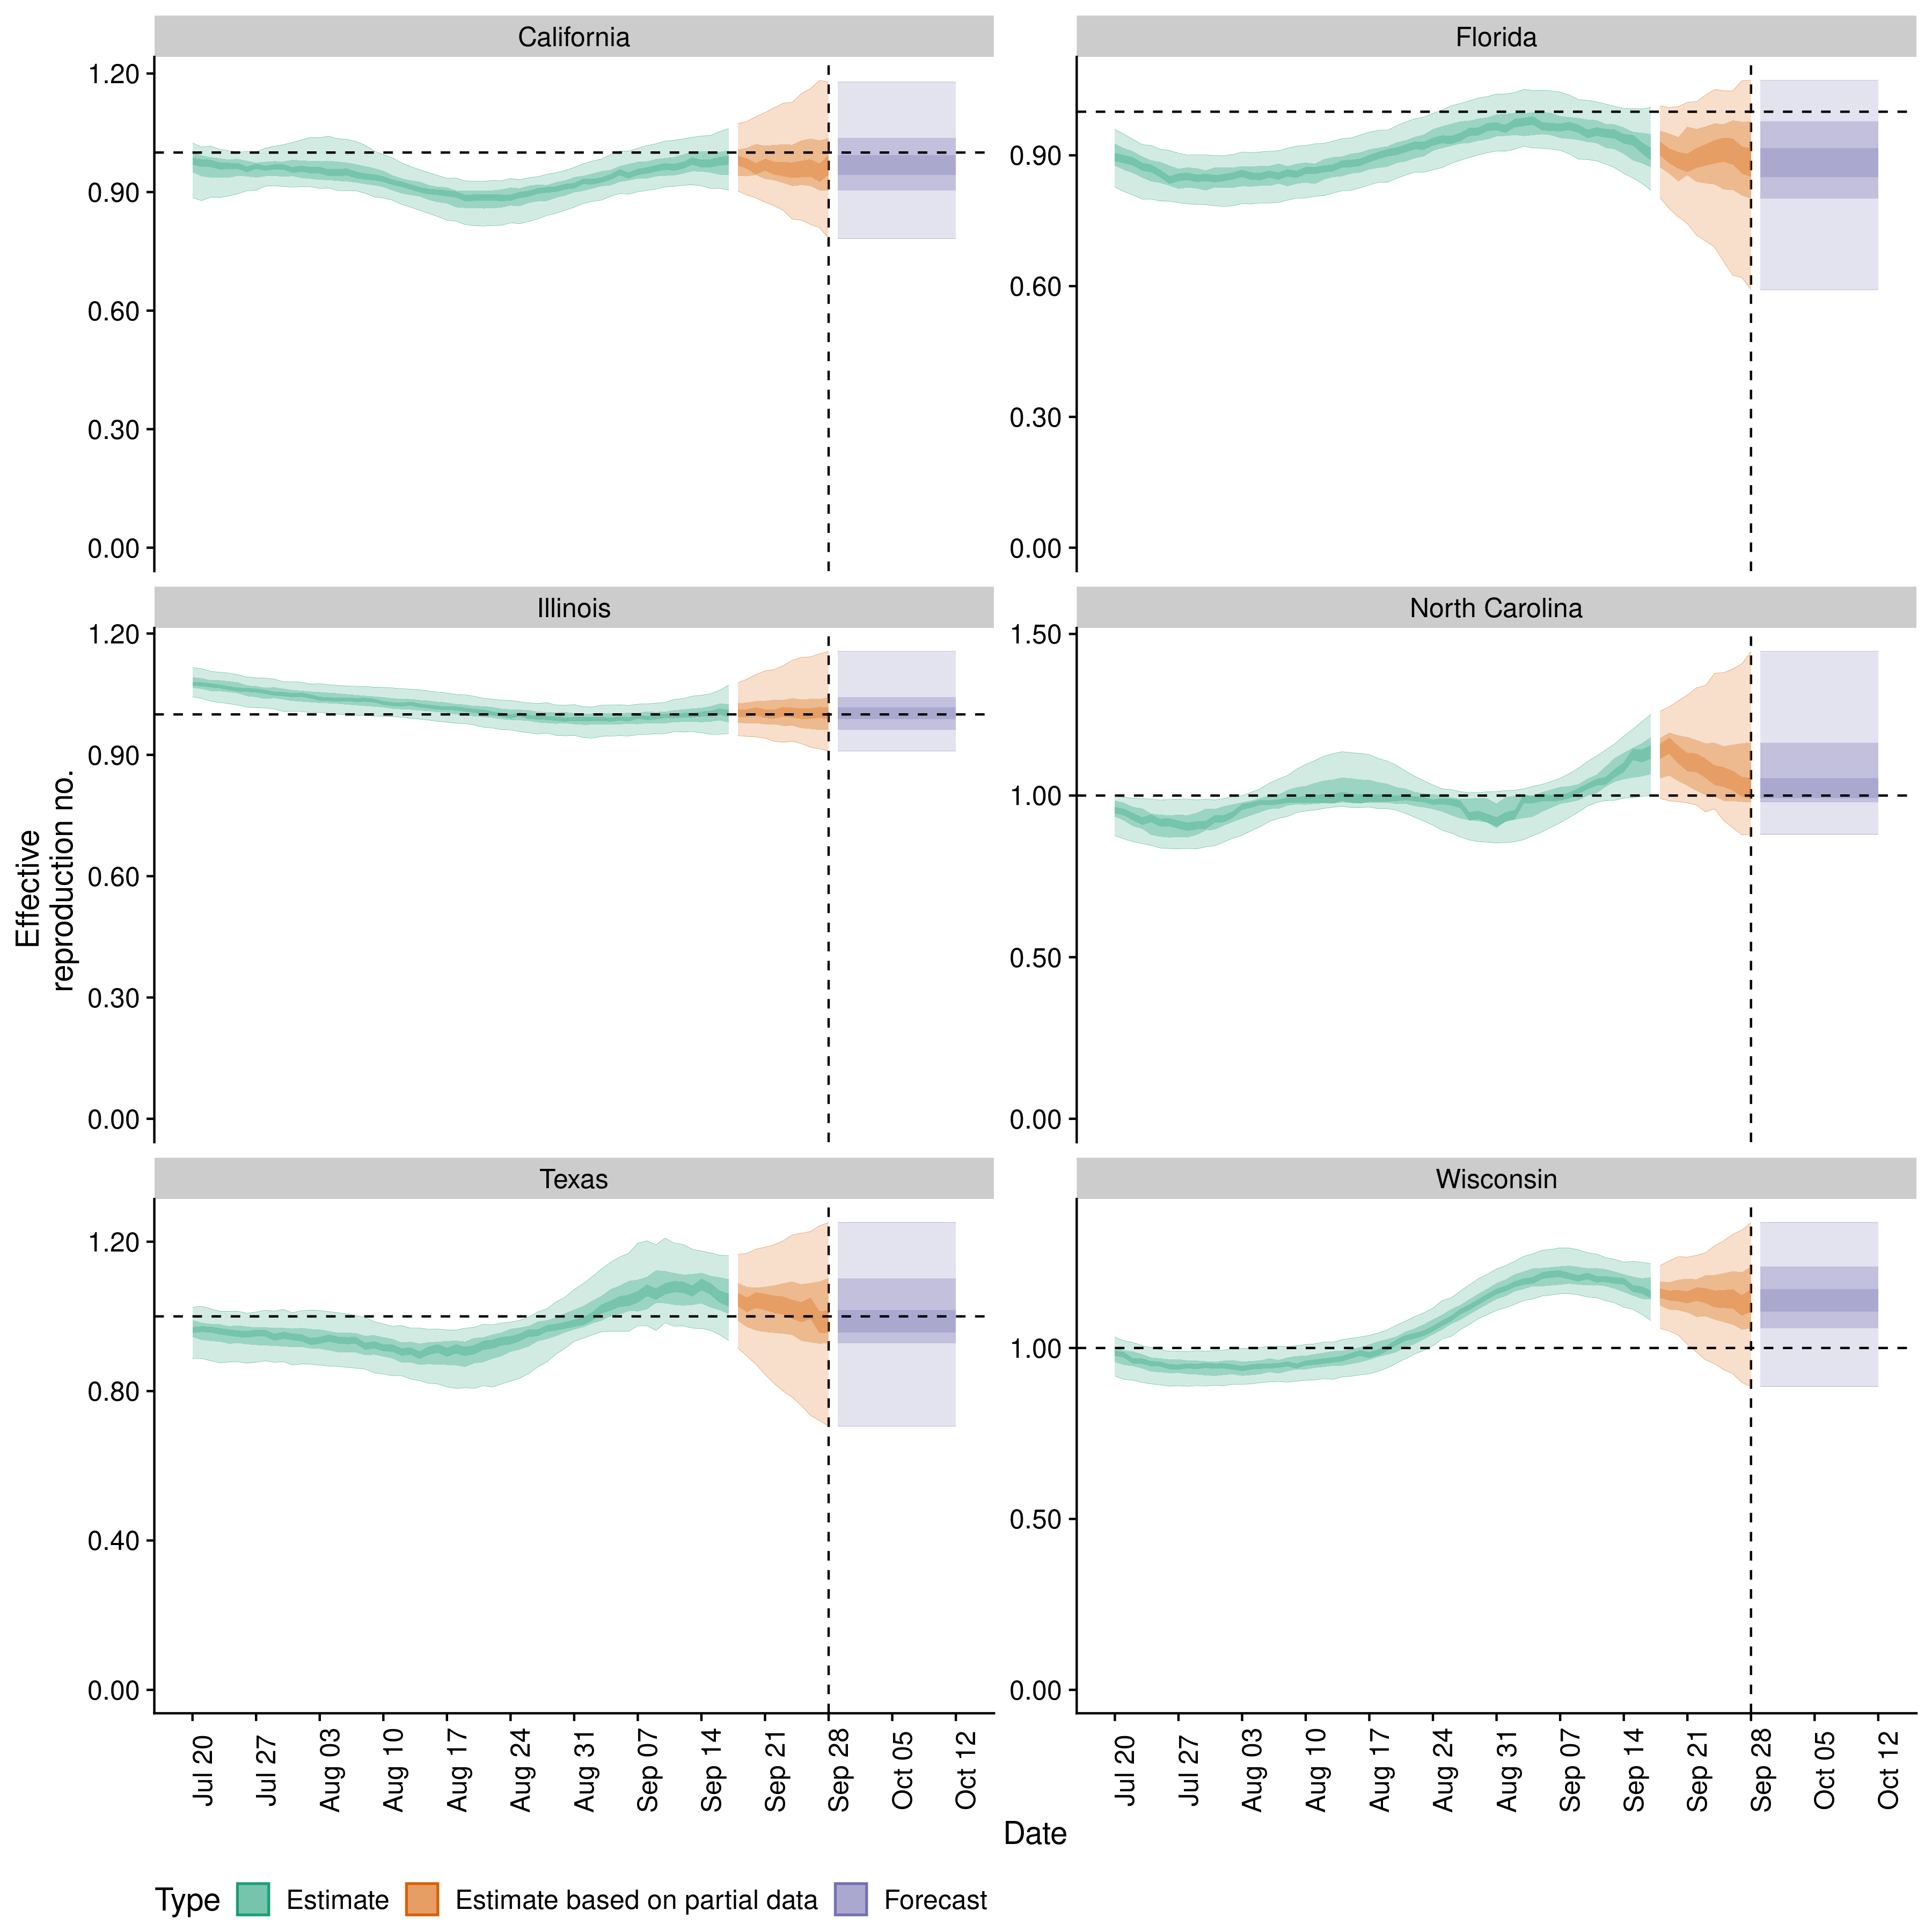 California
Florida
1.20
0.90
0.60
0.30
0.00
0.90
0.60
0.30
0.00
Illinois
North Carolina
1.20
0.90
0.60
0.30
0.00
1.50
1.00
0.50
0.00
Effective
reproduction no.
Texas
Wisconsin
1.20
0.80
0.40
0.00
1.00
0.50
0.00
Jul 20
Jul 27
Aug 03
Aug 10
Aug 17
Aug 24
Aug 31
Sep 07
Sep 14
Sep 21
Sep 28
Oct 05
Oct 12
Jul 20
Jul 27
Aug 03
Aug 10
Aug 17
Aug 24
Aug 31
Sep 07
Sep 14
Sep 21
Sep 28
Oct 05
Oct 12
Date
Type Estimate Estimate based on partial data Forecast